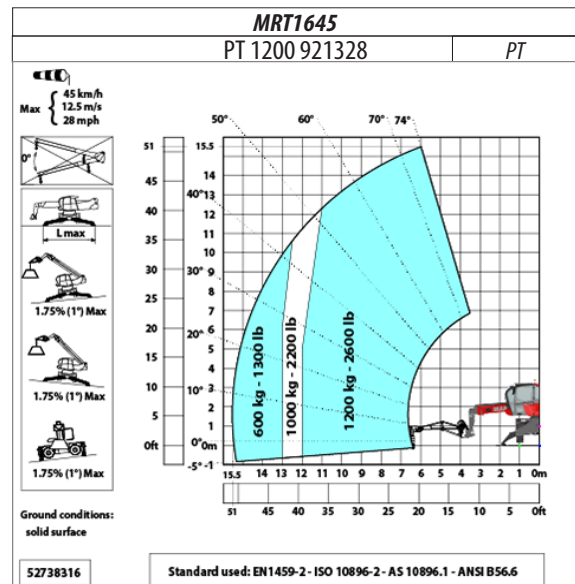 MRT1645
PT 1200 921328
PT
Max
45 km/h
12.5 m/s
28 mph
0°
L max
1.75% (1°) Max
1.75% (1°) Max
1.75% (1°) Max
Ground conditions:
solid surface
52738316
50°
60°
70°
74°
51
15.5
45
14
13
40
40°
12
11
35
10
30
30°
9
8
25
7
20
20°
6
5
15
4
10
10°
3
2
5
1
0ft
0°
0m
-5°
-1
600 kg - 1300 lb
1000 kg - 2200 lb
1200 kg - 2600 lb
15.5 14 13 12 11 10 9 8 7 6 5 4 3 2 1 0m
51 45 40 35 30 25 20 15 10 5 0ft
Standard used: EN1459-2 - ISO 10896-2 - AS 10896.1 - ANSI B56.6